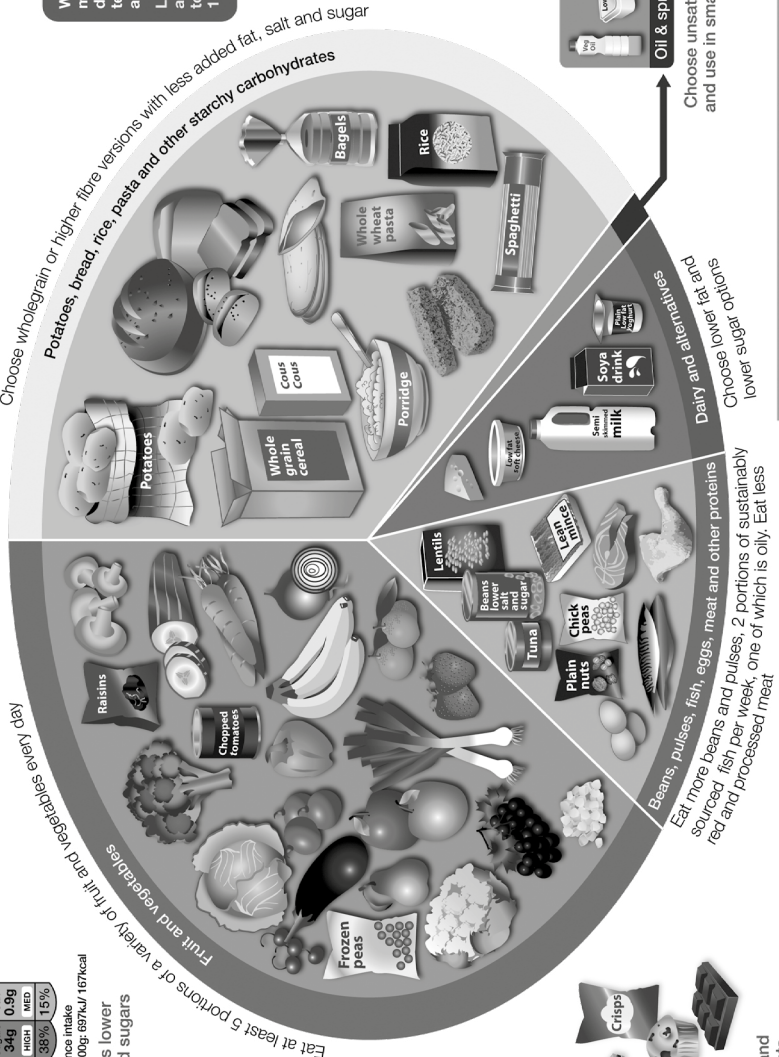 0.9g
34g
MED
HIGH
15%
38%
697kJ/ 167kcal
lower
sugars
Eat at least 5 portions of a variety of fruit and vegetables every day
Fruit and vegetables
Raisins
Chopped
tomatoes
Frozen
peas
Choose wholegrain or higher fibre versions with less added fat, salt and sugar
Potatoes, bread, rice, pasta and other starchy carbohydrates
Potatoes
Whole
grain
cereal
Cous
Cous
Porridge
Whole
wheat
pasta
Bagels
Rice
Spaghetti
Veg
Oil
Oil &
Choose
and use in
Dairy and alternatives
Choose lower fat and
lower sugar options
Plain
Low fat
Yoghurt
Soya
drink
Semi
skimmed
milk
Low fat
soft cheese
Beans, pulses, fish, eggs, meat and other proteins
Eat more beans and pulses, 2 portions of sustainably
sourced fish per week, one of which is oily. Eat less
red and processed meat
Lentils
Beans
lower
salt
and
sugar
Lean
mince
Tuna
Chick
peas
Plain
nuts
Crisps